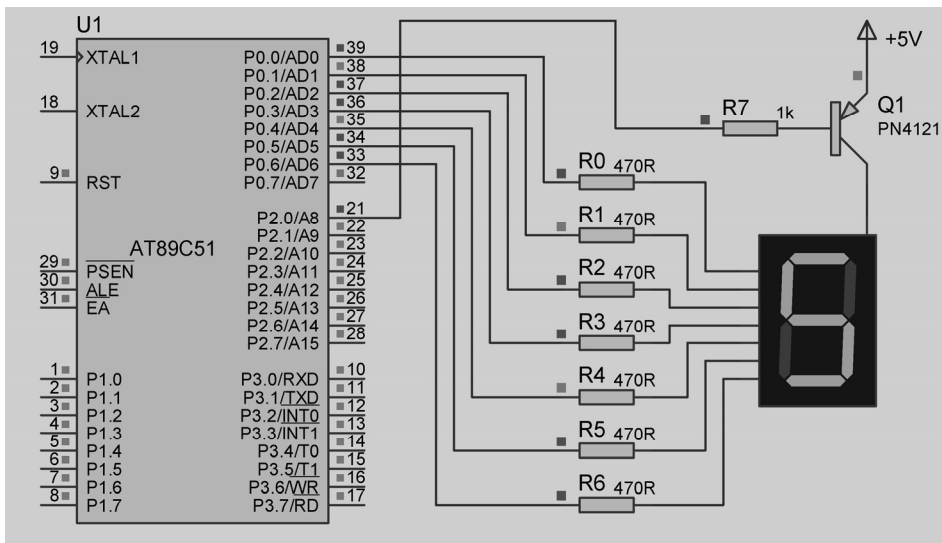 U1
19
XTAL1
18
XTAL2
9
RST
29
PSEN
30
ALE
31
EA
1
P1.0
2
P1.1
3
P1.2
4
P1.3
5
P1.4
6
P1.5
7
P1.6
8
P1.7
AT89C51
P0.0/AD0
39
P0.1/AD1
38
P0.2/AD2
37
P0.3/AD3
36
P0.4/AD4
35
P0.5/AD5
34
P0.6/AD6
33
P0.7/AD7
32
P2.0/A8
21
P2.1/A9
22
P2.2/A10
23
P2.3/A11
24
P2.4/A12
25
P2.5/A13
26
P2.6/A14
27
P2.7/A15
28
P3.0/RXD
10
P3.1/TXD
11
P3.2/INT0
12
P3.3/INT1
13
P3.4/T0
14
P3.5/T1
15
P3.6/WR
16
P3.7/RD
17
R7
1k
+5V
Q1
PN4121
R0 470R
R1 470R
R2 470R
R3 470R
R4 470R
R5 470R
R6 470R